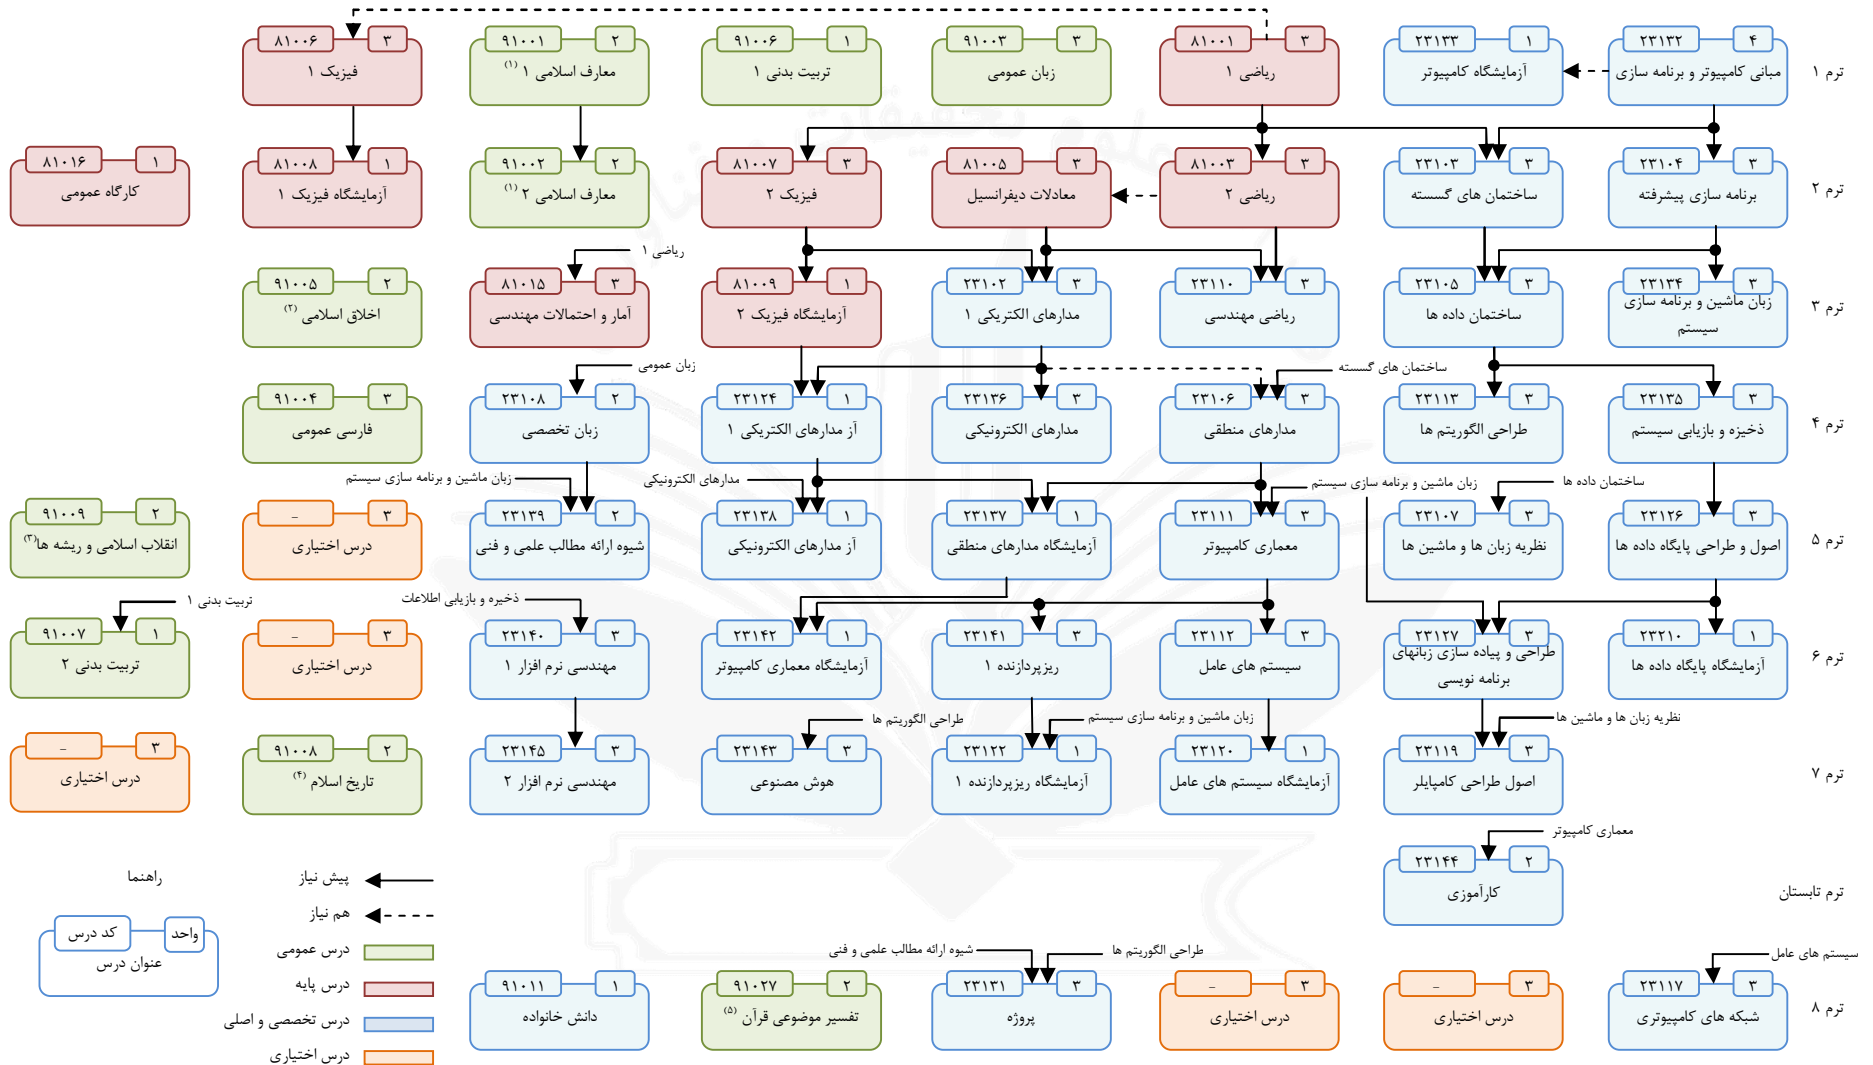 ترم ۱
۴ ۲۳۱۳۲
مبانی کامپیوتر و برنامه سازی
۱ ۲۳۱۳۳
آزمایشگاه کامپیوتر
۳ ۸۱۰۰۱
ریاضی ۱
۳ ۹۱۰۰۳
زبان عمومی
۱ ۹۱۰۰۶
تربیت بدنی ۱
۲ ۹۱۰۰۱
معارف اسلامی ۱ (۱)
۳ ۸۱۰۰۶
فیزیک ۱
ترم ۲
۳ ۲۳۱۰۴
برنامه سازی پیشرفته
۳ ۲۳۱۰۳
ساختمان های گسسته
۳ ۸۱۰۰۳
ریاضی ۲
۳ ۸۱۰۰۵
معادلات دیفرانسیل
۳ ۸۱۰۰۷
فیزیک ۲
۲ ۹۱۰۰۲
معارف اسلامی ۲ (۱)
۱ ۸۱۰۰۸
آزمایشگاه فیزیک ۱
۱ ۸۱۰۱۶
کارگاه عمومی
ریاضی ۱
ترم ۳
۳ ۲۳۱۳۴
زبان ماشین و برنامه سازی
سیستم
۳ ۲۳۱۰۵
ساختمان داده ها
۳ ۲۳۱۱۰
ریاضی مهندسی
۳ ۲۳۱۰۲
مدارهای الکتریکی ۱
۱ ۸۱۰۰۹
آزمایشگاه فیزیک ۲
۳ ۸۱۰۱۵
آمار و احتمالات مهندسی
۲ ۹۱۰۰۵
اخلاق اسلامی (۲)
ساختمان های گسسته
زبان عمومی
ترم ۴
۳ ۲۳۱۳۵
ذخیزه و بازیابی سیستم
۳ ۲۳۱۱۳
طراحی الگوریتم ها
۳ ۲۳۱۰۶
مدارهای منطقی
۳ ۲۳۱۳۶
مدارهای الکترونیکی
۱ ۲۳۱۲۴
آز مدارهای الکتریکی ۱
۲ ۲۳۱۰۸
زبان تخصصی
۳ ۹۱۰۰۴
فارسی عمومی
ساختمان داده ها
زبان ماشین و برنامه سازی سیستم
مدارهای الکترونیکی
زبان ماشین و برنامه سازی سیستم
ترم ۵
۳ ۲۳۱۲۶
اصول و طراحی پایگاه داده ها
۳ ۲۳۱۰۷
نظریه زبان ها و ماشین ها
۳ ۲۳۱۱۱
معماری کامپیوتر
۱ ۲۳۱۳۷
آزمایشگاه مدارهای منطقی
۱ ۲۳۱۳۸
آز مدارهای الکترونیکی
۲ ۲۳۱۳۹
شیوه ارائه مطالب علمی و فنی
۳ _
درس اختیاری
۲ ۹۱۰۰۹
انقلاب اسلامی و ریشه ها(۳)
ذخیره و بازیابی اطلاعات
تربیت بدنی ۱
ترم ۶
۱ ۲۳۲۱۰
آزمایشگاه پایگاه داده ها
۳ ۲۳۱۲۷
طراحی و پیاده سازی زبانهای
برنامه نویسی
۳ ۲۳۱۱۲
سیستم های عامل
۳ ۲۳۱۴۱
ریزپردازنده ۱
۱ ۲۳۱۴۲
آزمایشگاه معماری کامپیوتر
۳ ۲۳۱۴۰
مهندسی نرم افزار ۱
۳ _
درس اختیاری
۱ ۹۱۰۰۷
تربیت بدنی ۲
نظریه زبان ها و ماشین ها
زبان ماشین و برنامه سازی سیستم
طراحی الگوریتم ها
ترم ۷
۳ ۲۳۱۱۹
اصول طراحی کامپایلر
۱ ۲۳۱۲۰
آزمایشگاه سیستم های عامل
۱ ۲۳۱۲۲
آزمایشگاه ریزپردازنده ۱
۳ ۲۳۱۴۳
هوش مصنوعی
۳ ۲۳۱۴۵
مهندسی نرم افزار ۲
۲ ۹۱۰۰۸
تاریخ اسلام (۴)
۳ _
درس اختیاری
معماری کامپیوتر
ترم تابستان
۲ ۲۳۱۴۴
کارآموزی
سیستم های عامل
طراحی الگوریتم ها
شیوه ارائه مطالب علمی و فنی
ترم ۸
۳ ۲۳۱۱۷
شبکه های کامپیوتری
۳ _
درس اختیاری
۳ _
درس اختیاری
۳ ۲۳۱۳۱
پروژه
۲ ۹۱۰۲۷
تفسیر موضوعی قرآن (۵)
۱ ۹۱۰۱۱
دانش خانواده
پیش نیاز
هم نیاز
درس عمومی
درس پایه
درس تخصصی و اصلی
درس اختیاری
راهنما
واحد کد درس
عنوان درس